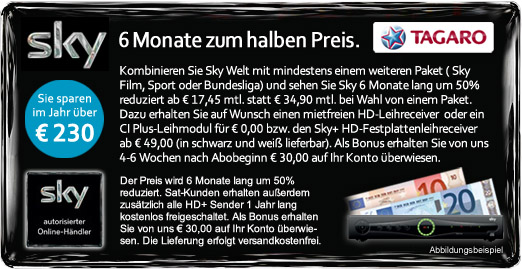 sky
6 Monate zum halben Preis.
TAGARO
Kombinieren Sie Sky Welt mit mindestens einem weiteren Paket ( Sky
Film, Sport oder Bundesliga) und sehen Sie Sky 6 Monate lang um 50%
reduziert ab € 17,45 mtl. statt € 34,90 mtl. bei Wahl von einem Paket.
Dazu erhalten Sie auf Wunsch einen mietfreien HD-Leihreceiver oder ein
CI Plus-Leihmodul für € 0,00 bzw. den Sky+ HD-Festplattenleihreceiver
ab € 49,00 (in schwarz und weiß lieferbar). Als Bonus erhalten Sie von uns
4-6 Wochen nach Abobeginn € 30,00 auf Ihr Konto überwiesen.
Sie sparen
im Jahr über
€ 230
sky
autorisierter
Online-Händler
Der Preis wird 6 Monate lang um 50%
reduziert. Sat-Kunden erhalten außerdem
zusätzlich alle HD+ Sender 1 Jahr lang
kostenlos freigeschaltet. Als Bonus erhalten
Sie von uns € 30,00 auf Ihr Konto überwie-
sen. Die Lieferung erfolgt versandkostenfrei.
10
20
sky
Abbildungsbeispiel